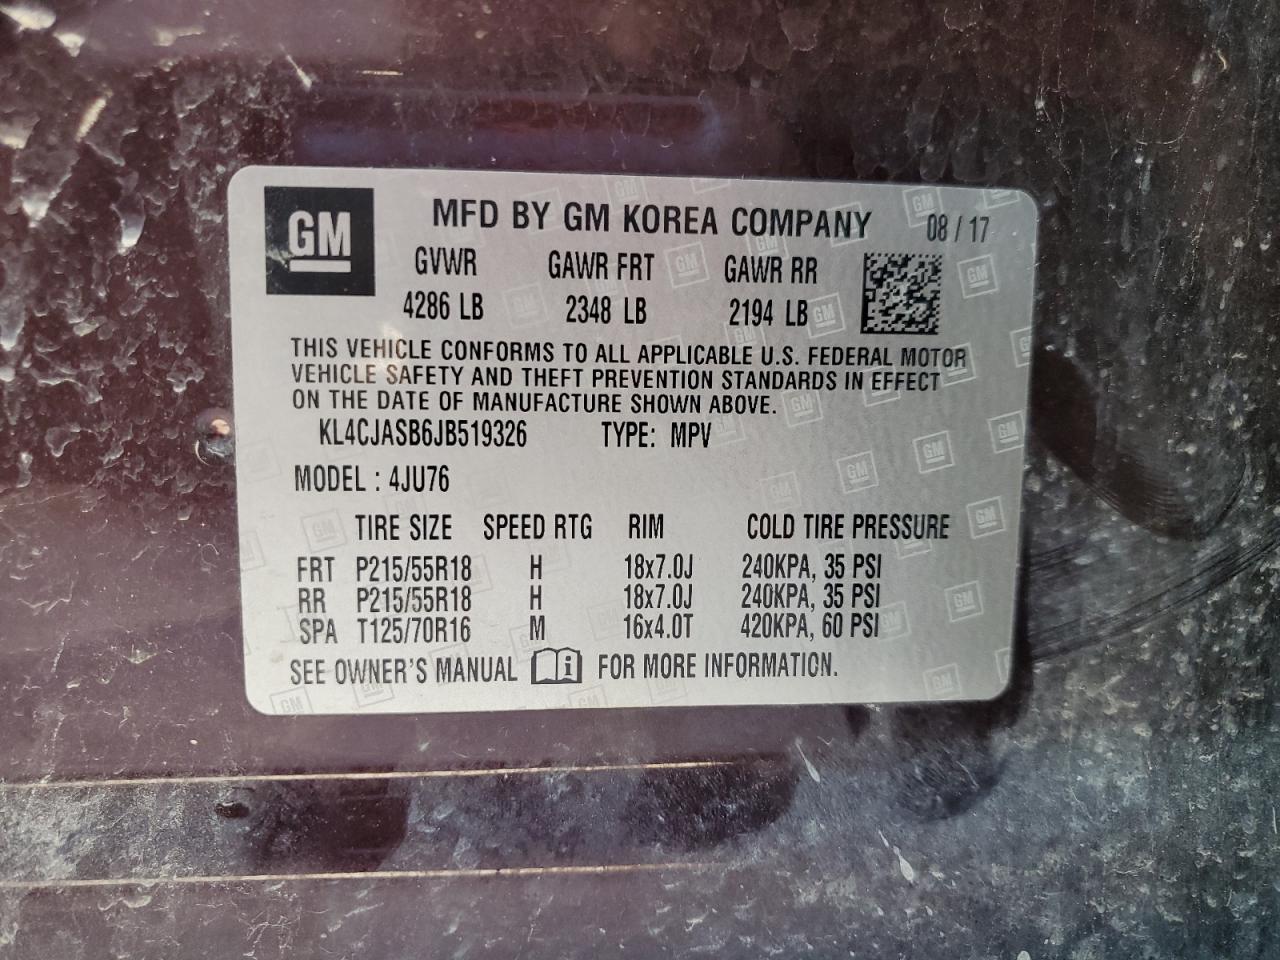 GM
MFD BY GM KOREA COMPANY 08 / 17
GVWR GAWR FRT GAWR RR
4286 LB 2348 LB 2194 LB
THIS VEHICLE CONFORMS TO ALL APPLICABLE U.S. FEDERAL MOTOR
VEHICLE SAFETY AND THEFT PREVENTION STANDARDS IN EFFECT
ON THE DATE OF MANUFACTURE SHOWN ABOVE.
KL4CJASB6JB519326 TYPE: MPV
MODEL : 4JU76
TIRE SIZE SPEED RTG RIM COLD TIRE PRESSURE
FRT P215/55R18 H 18x7.0J 240KPA, 35 PSI
RR P215/55R18 H 18x7.0J 240KPA, 35 PSI
SPA T125/70R16 M 16x4.0T 420KPA, 60 PSI
SEE OWNER'S MANUAL FOR MORE INFORMATION.